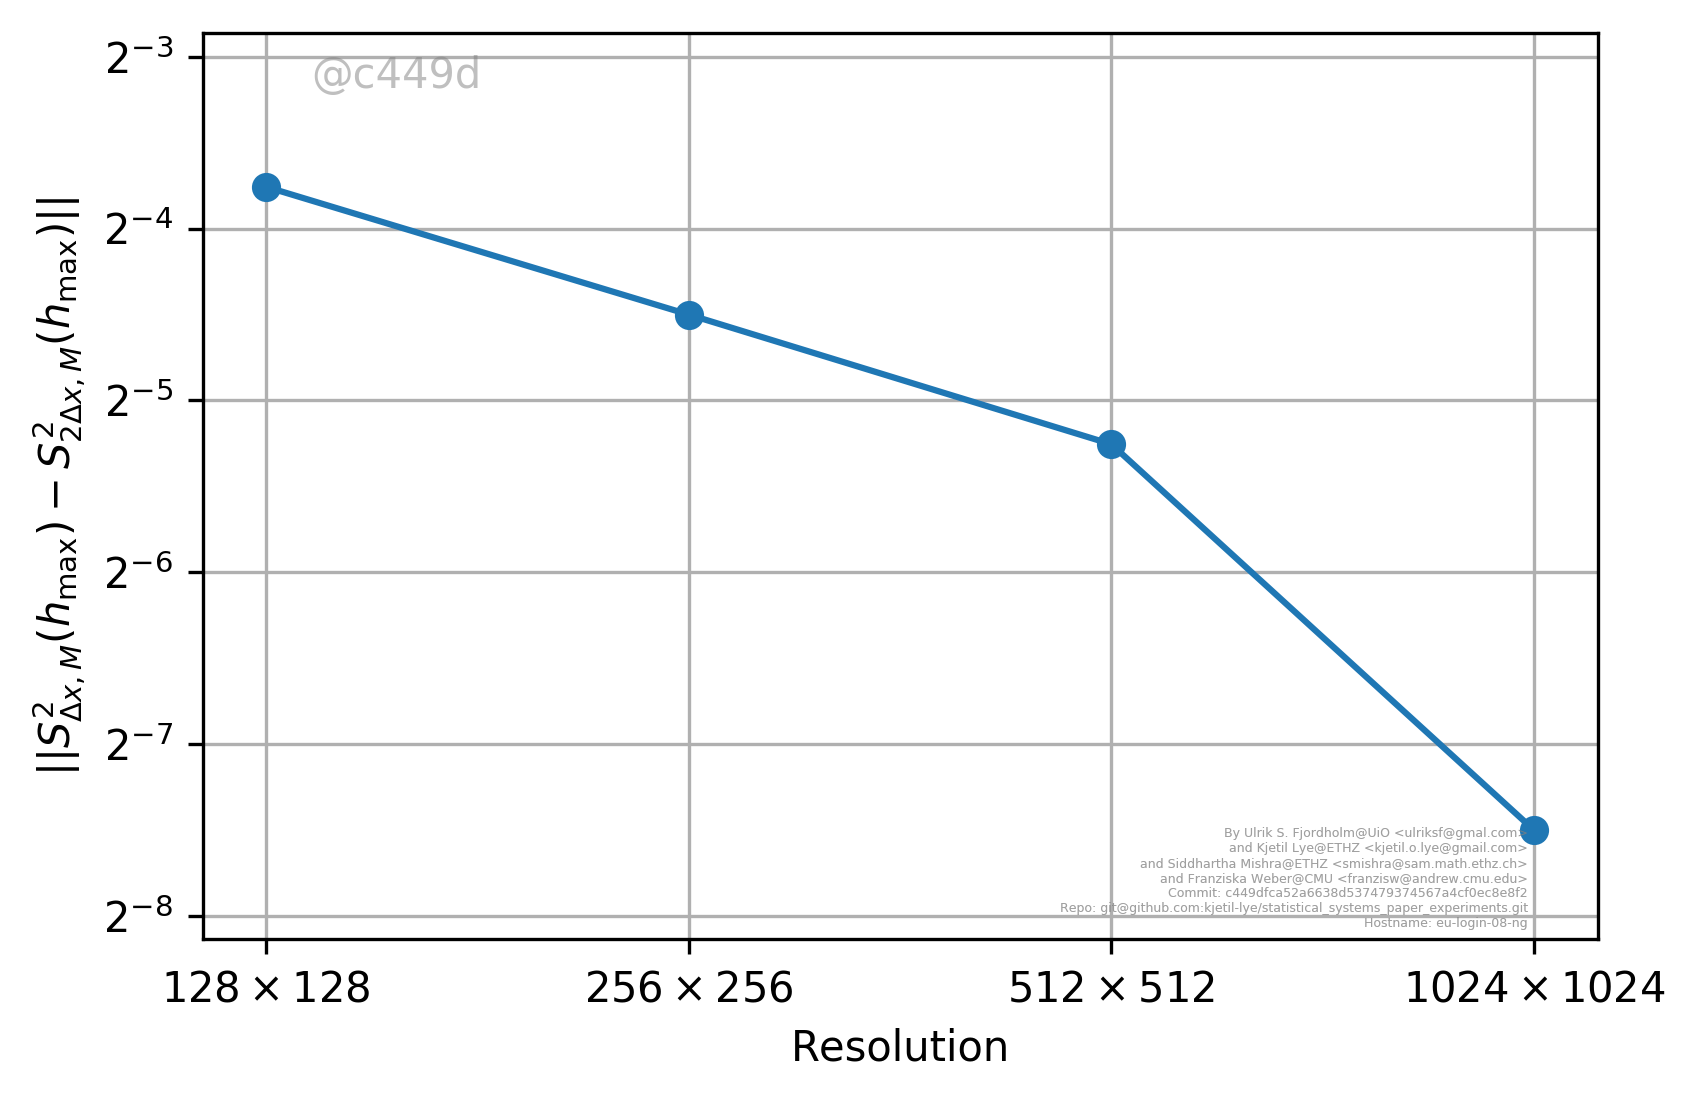 @c449d
2⁻³
2⁻⁴
2⁻⁵
2⁻⁶
2⁻⁷
2⁻⁸
||S²_{Δx, M}(h_max) − S²_{2Δx, M}(h_max)||
By Ulrik S. Fjordholm@UiO <ulriksf@gmal.com>
and Kjetil Lye@ETHZ <kjetil.o.lye@gmail.com>
and Siddhartha Mishra@ETHZ <smishra@sam.math.ethz.ch>
and Franziska Weber@CMU <franzisw@andrew.cmu.edu>
Commit: c449dfca52a6638d537479374567a4cf0ec8e8f2
Repo: git@github.com:kjetil-lye/statistical_systems_paper_experiments.git
Hostname: eu-login-08-ng
128 × 128 256 × 256 512 × 512 1024 × 1024
Resolution